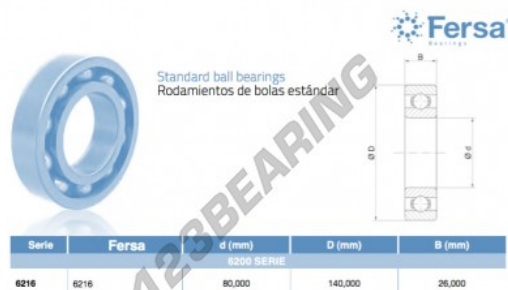 Fersa
Bearings
Standard ball bearings
Rodamientos de bolas estándar
B
Ø D
Ø d
123BEARING
Serie Fersa d (mm) D (mm) B (mm)
6200 SERIE
6216 6216 80,000 140,000 26,000